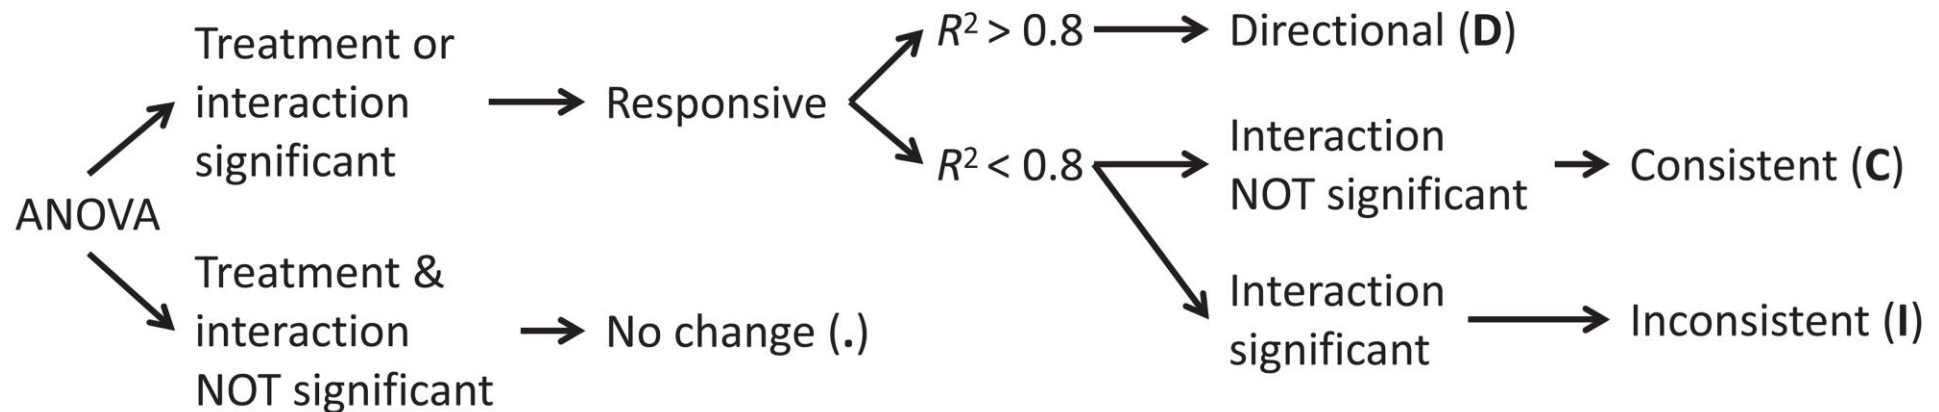 ANOVA
Treatment or
interaction
significant
Responsive
R² > 0.8
Directional (D)
R² < 0.8
Interaction
NOT significant
Consistent (C)
Interaction
significant
Inconsistent (I)
Treatment &
interaction
NOT significant
No change (.)